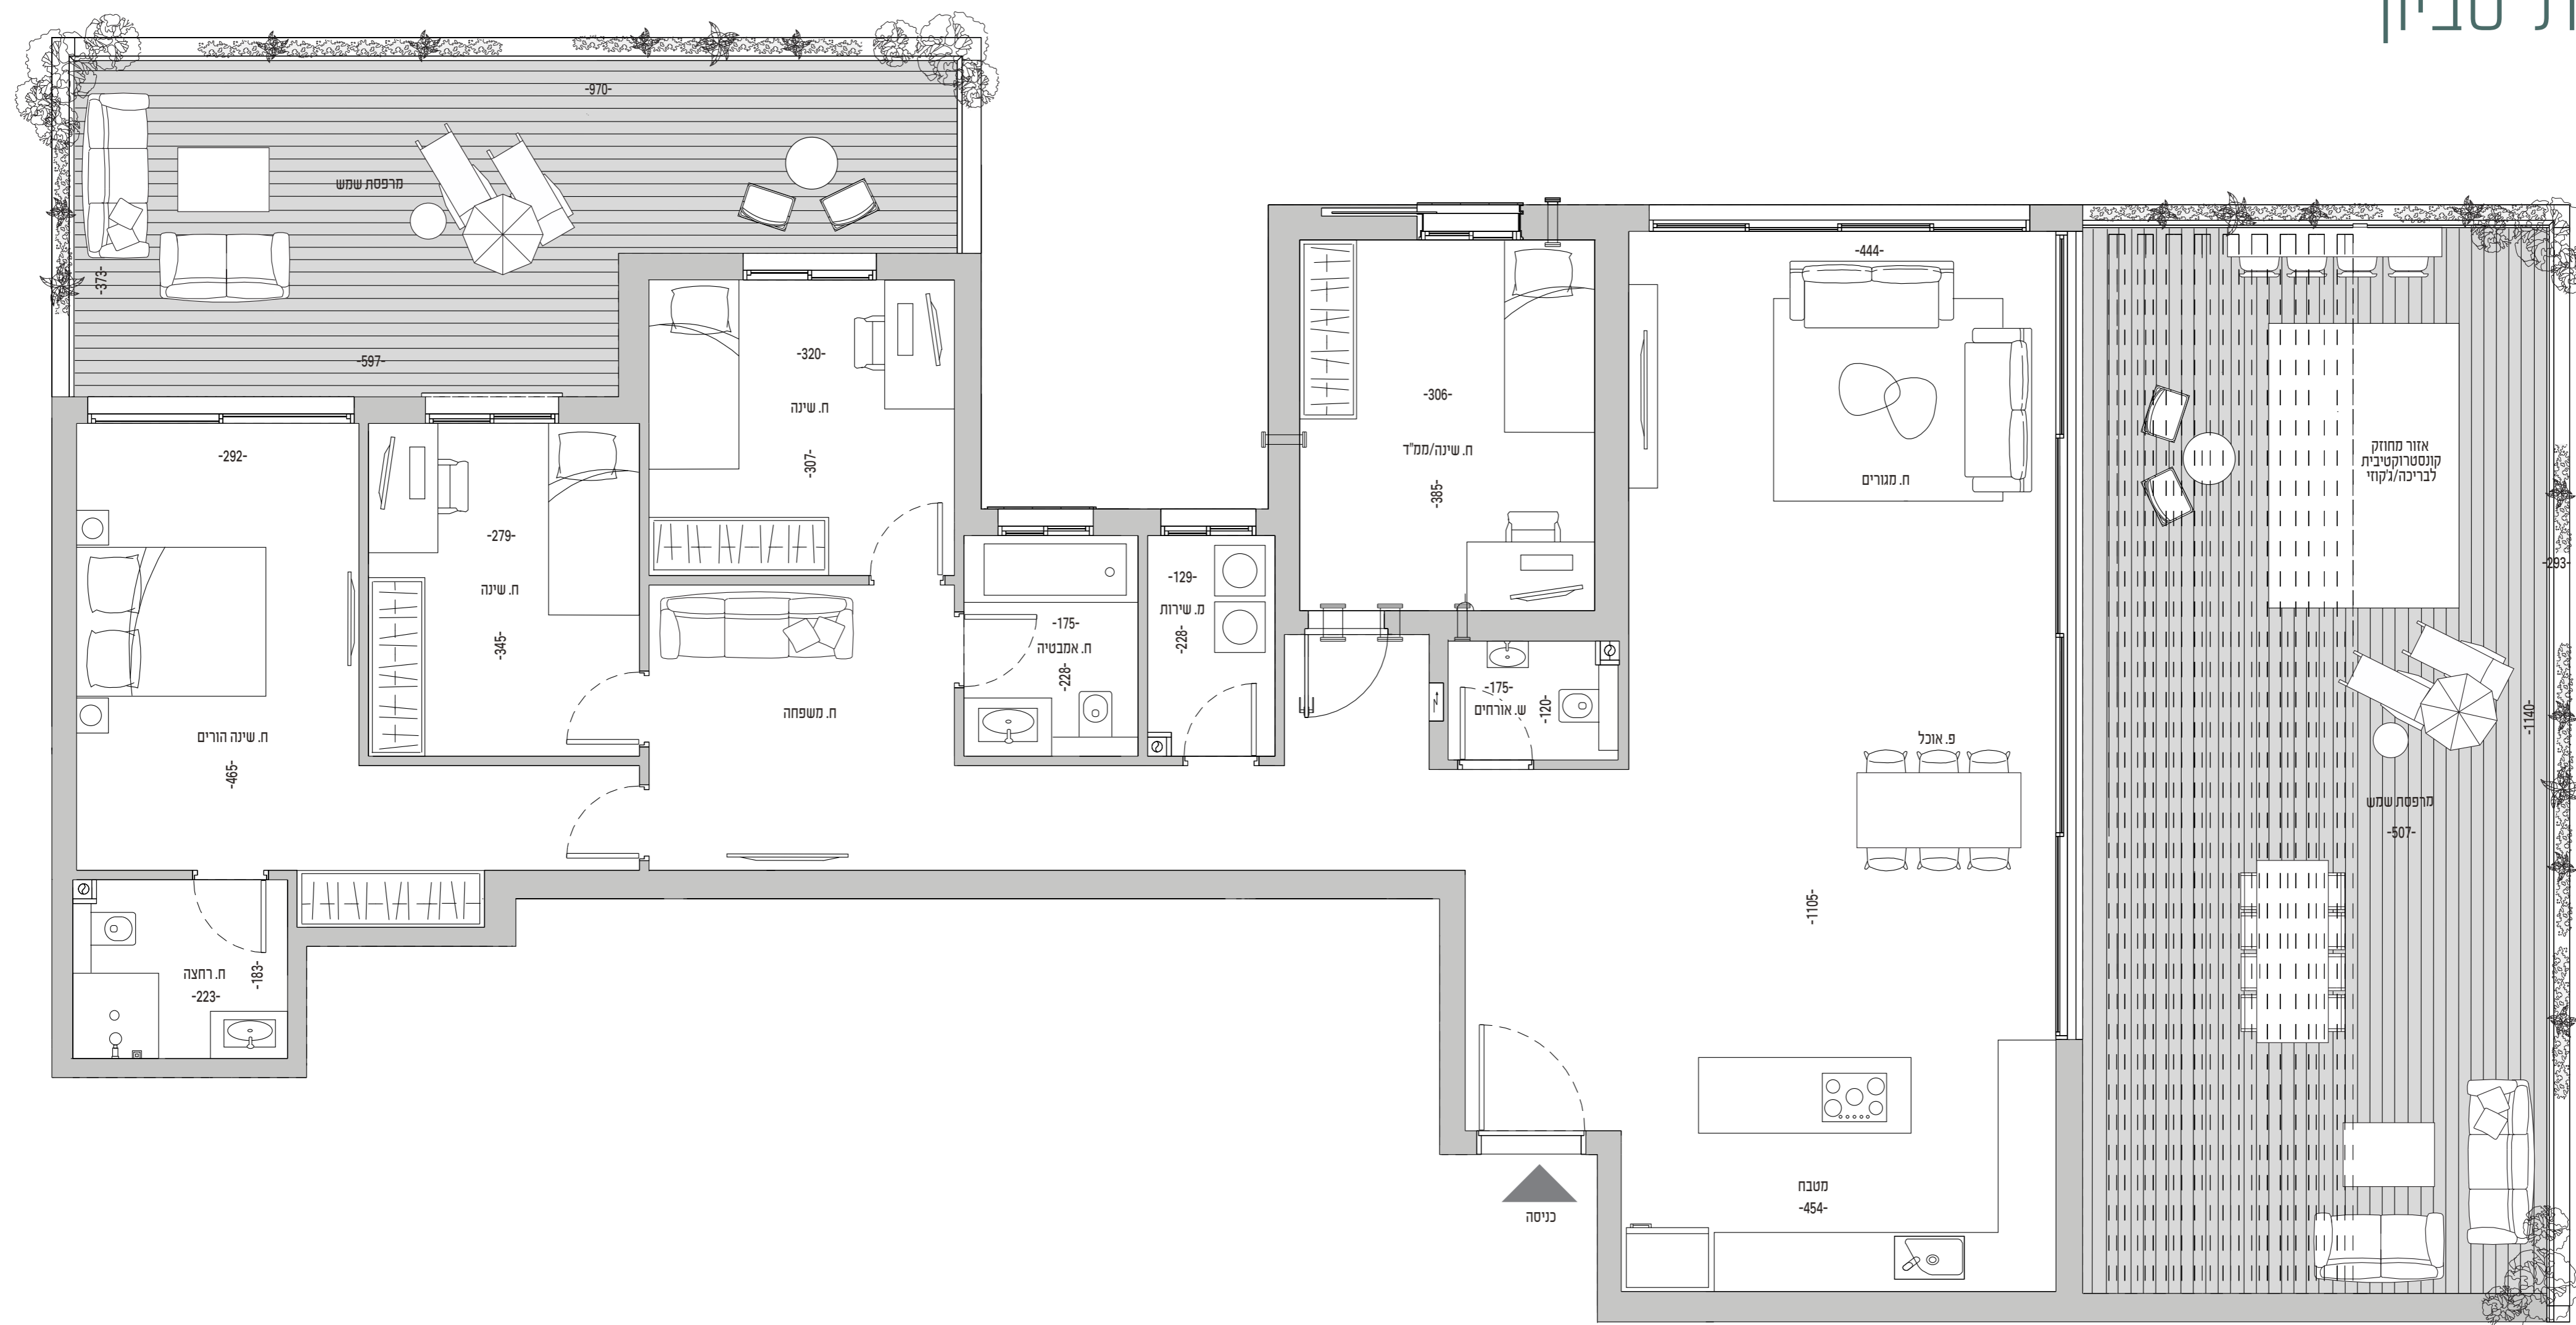 ת טביון
-970-
מרפסת שמש
-373-
-597-
-320-
ח. שינה
-307-
-292-
ח. שינה הורים
-465-
-279-
ח. שינה
-345-
ח. משפחה
-175-
ח. אמבטיה
-228-
-129-
מ. שירות
-228-
-306-
ח. שינה/ממ"ד
-385-
-175-
ש. אורחים
-120-
-444-
ח. מגורים
פ. אוכל
-1105-
אזור מחוזק
קונסטרוקטיבית
לבריכה/ג'קוזי
-293-
-1140-
מרפסת שמש
-507-
ח. רחצה
-223-
-183-
מטבח
-454-
כניסה